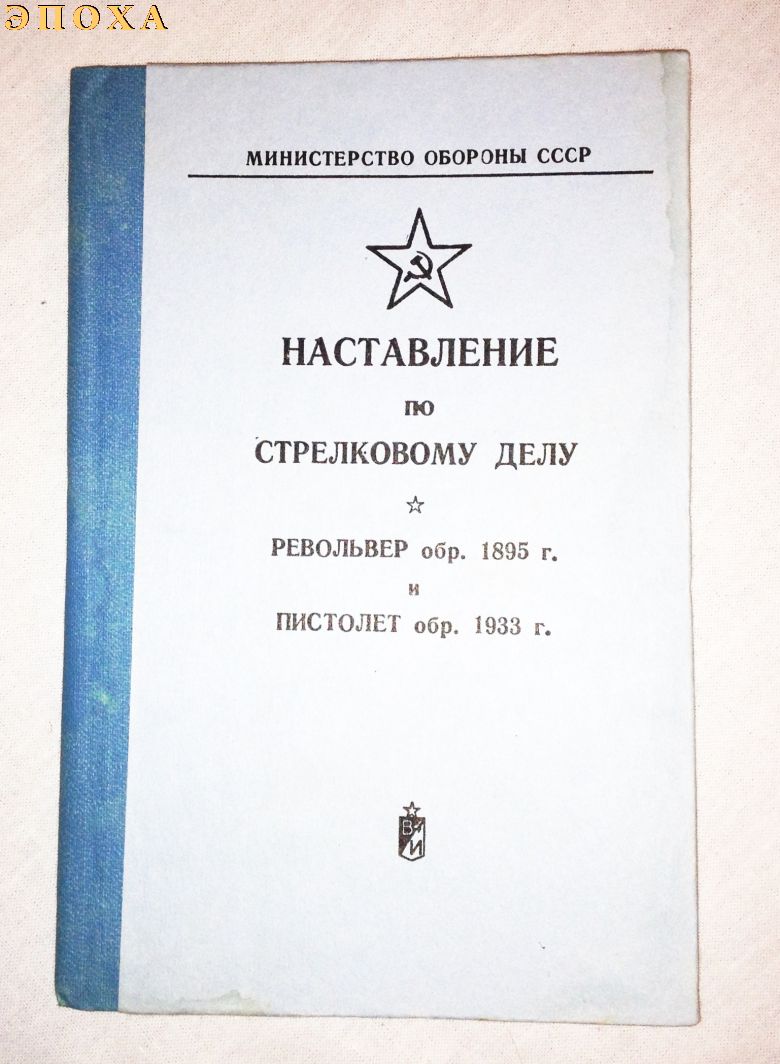 ЭПОХА
МИНИСТЕРСТВО ОБОРОНЫ СССР
НАСТАВЛЕНИЕ
ПО
СТРЕЛКОВОМУ ДЕЛУ
РЕВОЛЬВЕР обр. 1895 г.
и
ПИСТОЛЕТ обр. 1933 г.
В
И